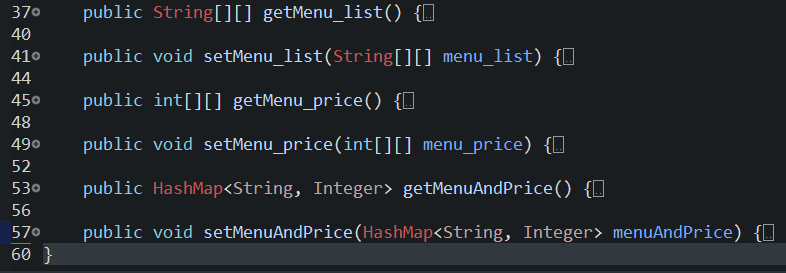 37 public String[][] getMenu_list() {
40
41 public void setMenu_list(String[][] menu_list) {
44
45 public int[][] getMenu_price() {
48
49 public void setMenu_price(int[][] menu_price) {
52
53 public HashMap<String, Integer> getMenuAndPrice() {
56
57 public void setMenuAndPrice(HashMap<String, Integer> menuAndPrice) {
60 }